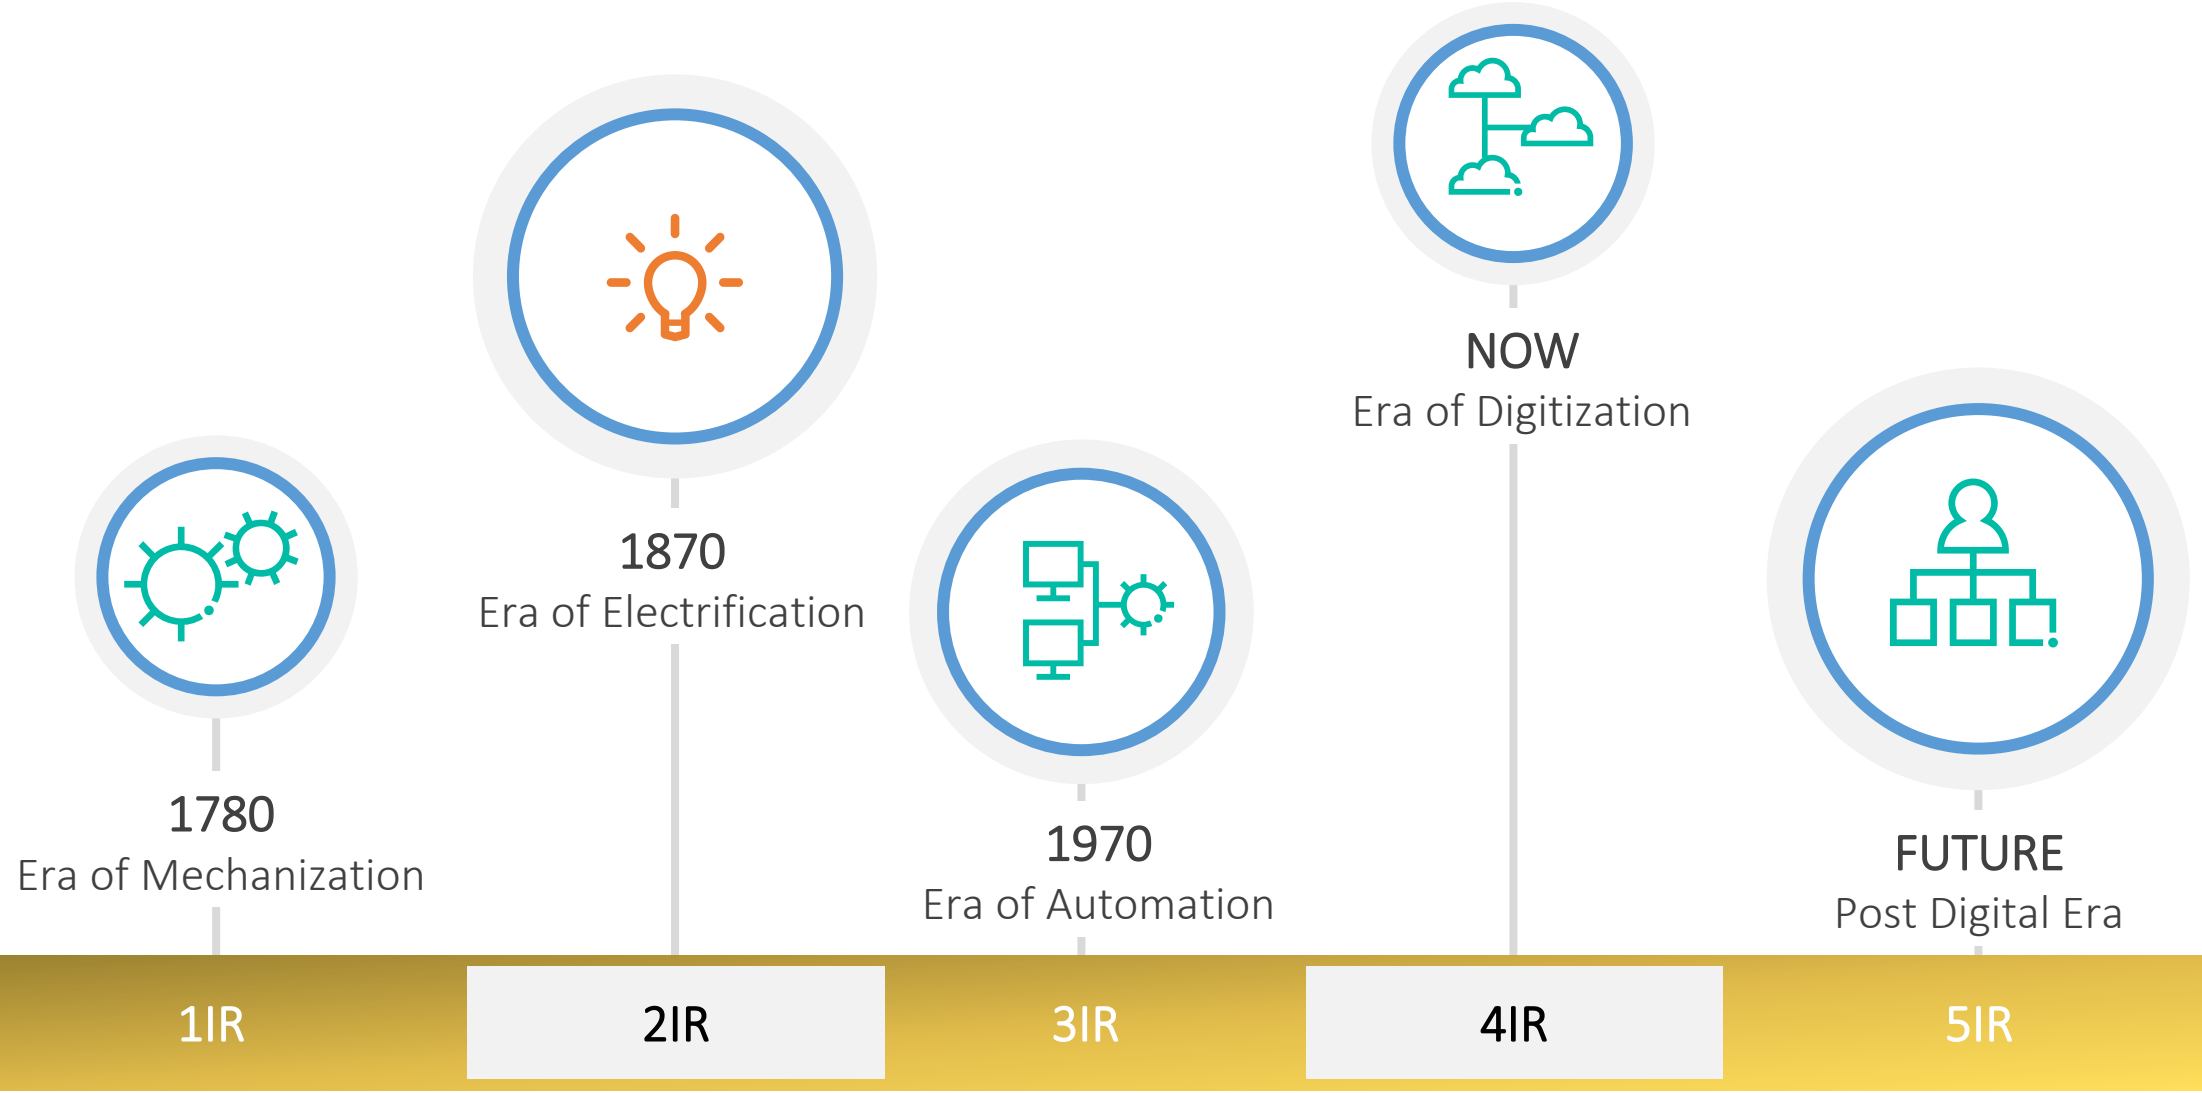 1780
Era of Mechanization
1870
Era of Electrification
1970
Era of Automation
NOW
Era of Digitization
FUTURE
Post Digital Era
1IR
2IR
3IR
4IR
5IR